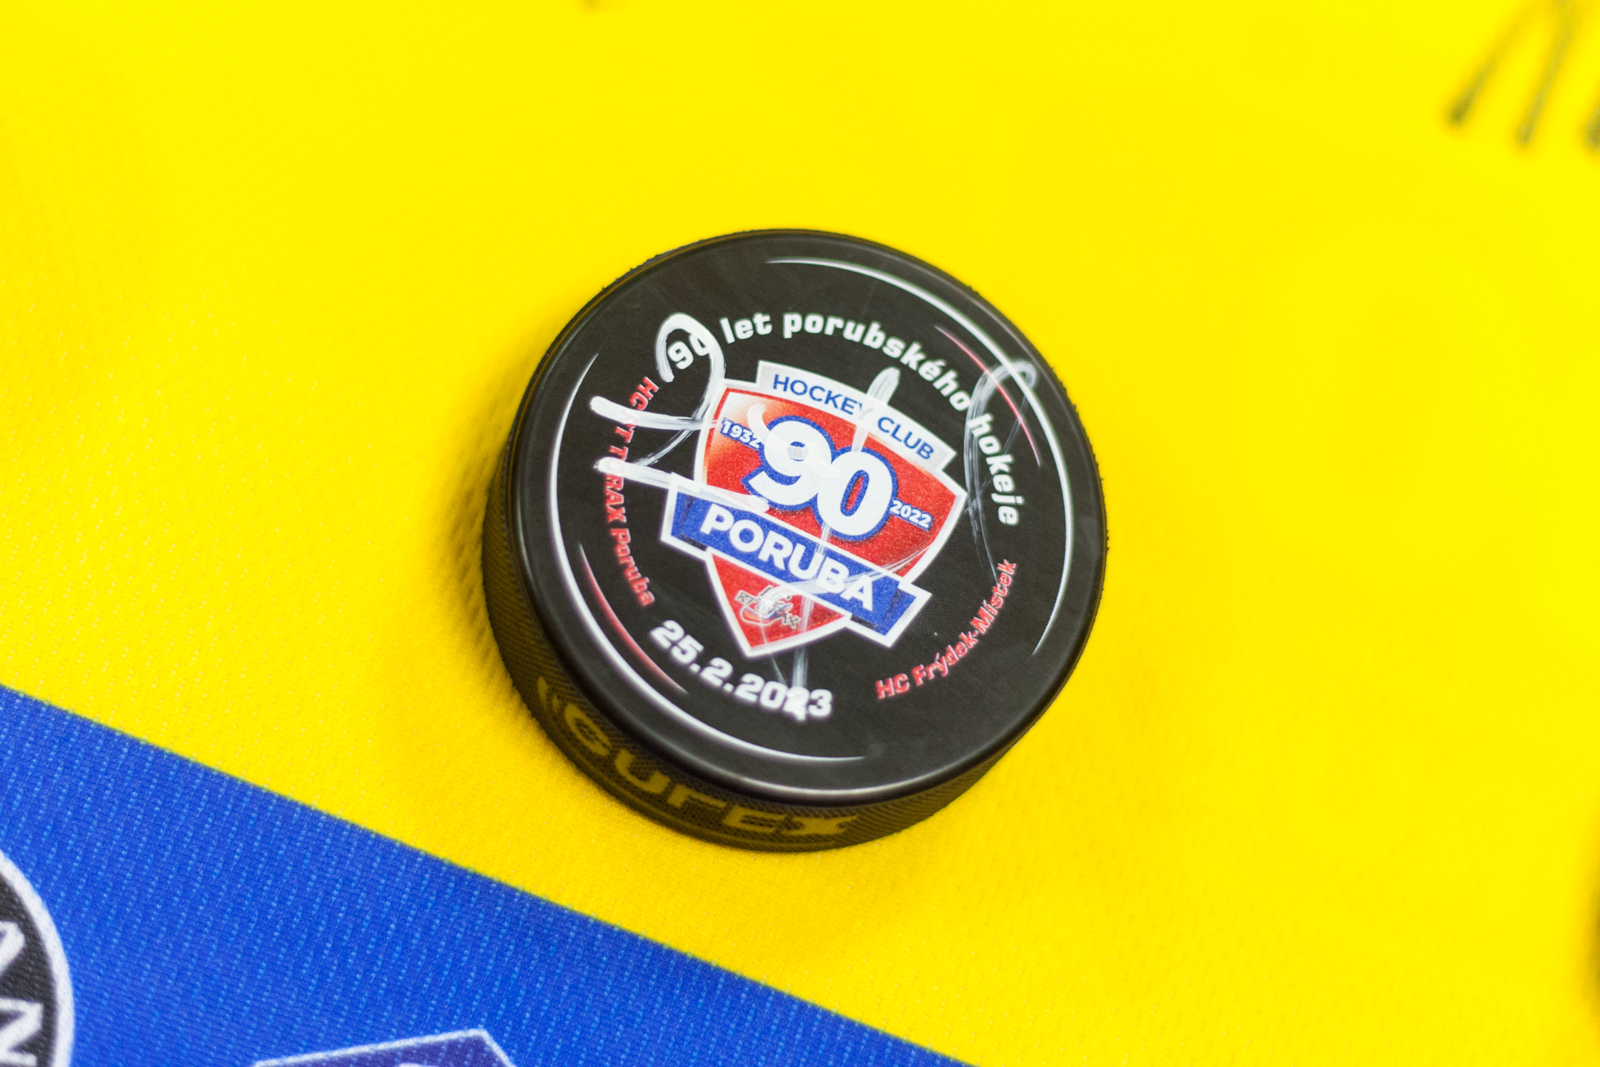 90 let porubského hokeje
HOCKEY CLUB
1932
90
2022
PORUBA
HC RT TORAX Poruba
25.2.2023
HC Frýdek-Místek
GUFEX